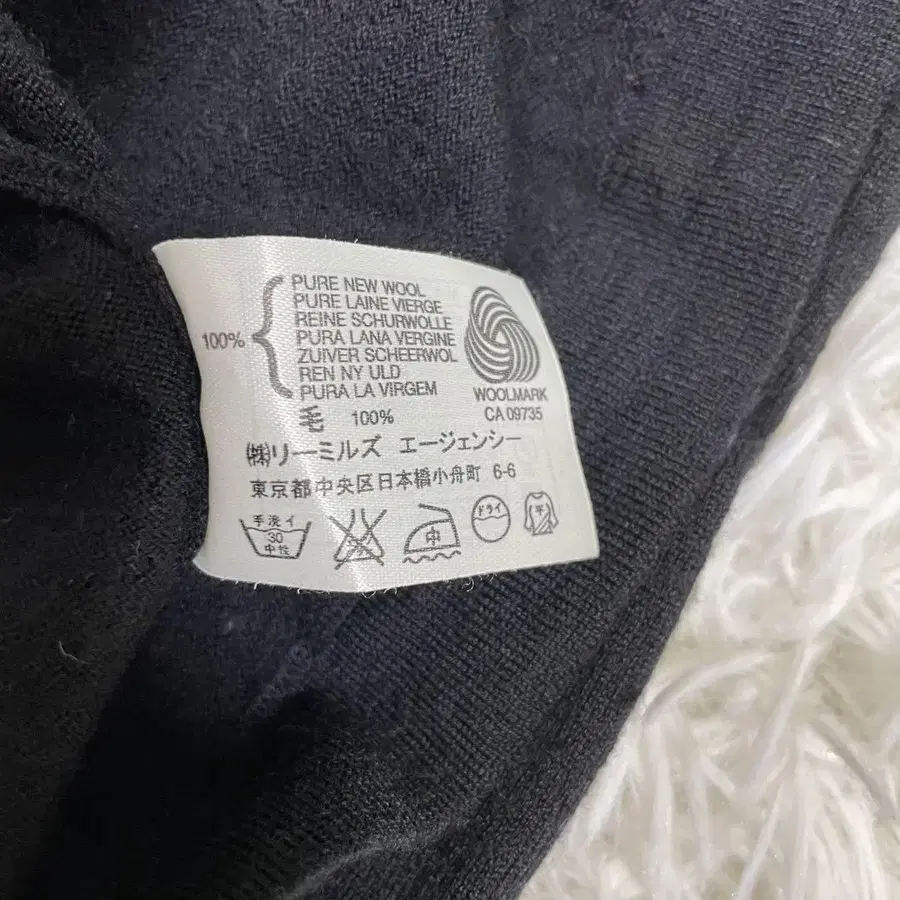 100%
PURE NEW WOOL
PURE LAINE VIERGE
REINE SCHURWOLLE
PURA LANA VERGINE
ZUIVER SCHEERWOL
REN NY ULD
PURA LA VIRGEM
WOOLMARK
CA 09735
毛 100%
㈱リーミルズ エージェンシー
東京都中央区日本橋小舟町 6-6
手洗イ
30
中性
中
ドライ
平